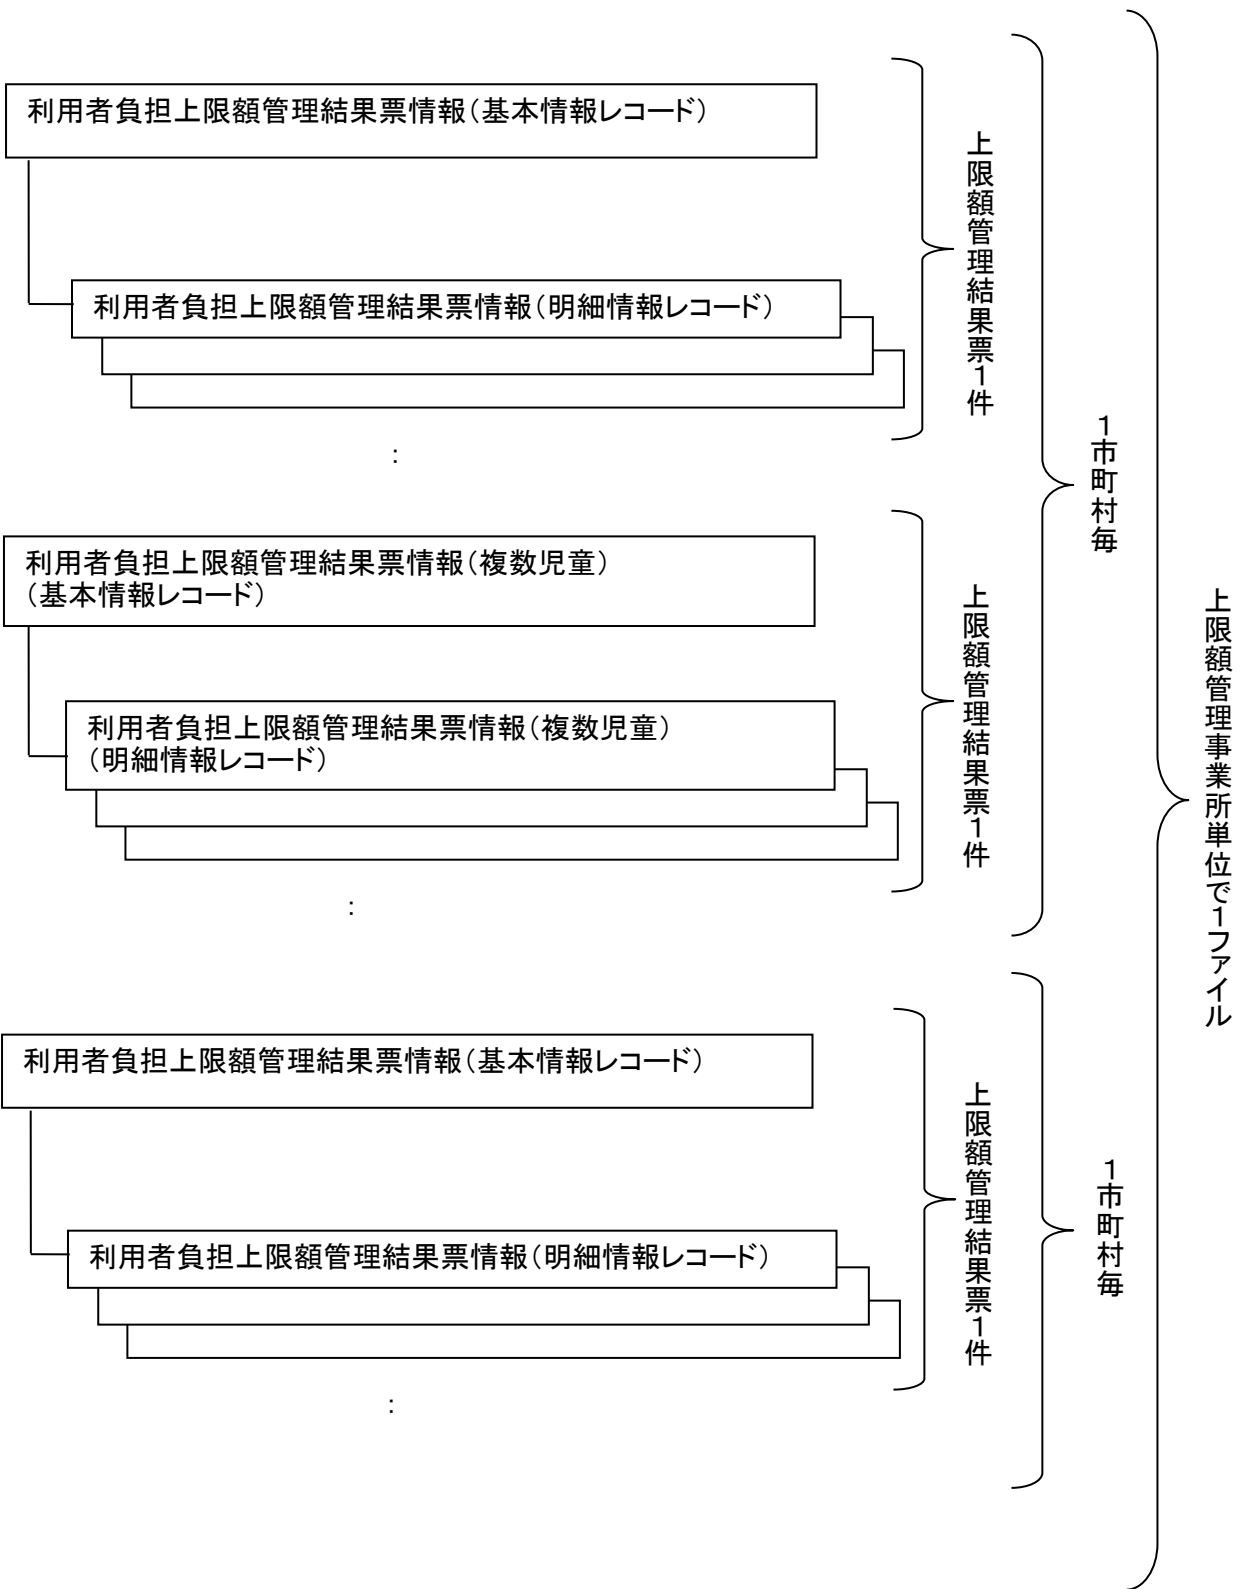 利用者負担上限額管理結果票情報(基本情報レコード)
利用者負担上限額管理結果票情報(明細情報レコード)
:
上限額管理結果票1件
利用者負担上限額管理結果票情報(複数児童)
(基本情報レコード)
利用者負担上限額管理結果票情報(複数児童)
(明細情報レコード)
:
上限額管理結果票1件
1市町村毎
利用者負担上限額管理結果票情報(基本情報レコード)
利用者負担上限額管理結果票情報(明細情報レコード)
:
上限額管理結果票1件
1市町村毎
上限額管理事業所単位で1ファイル